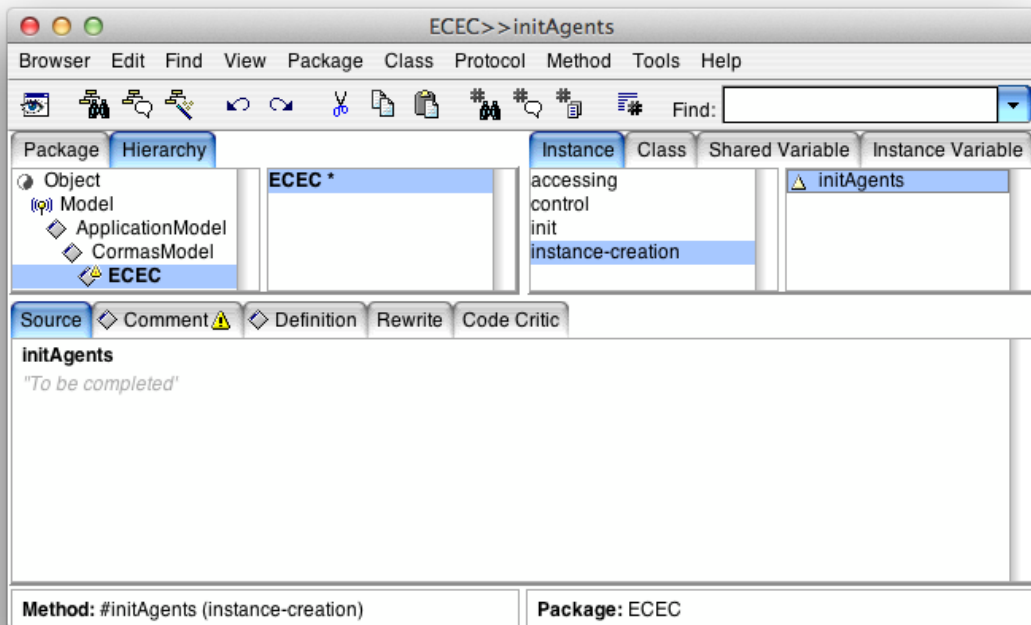 ECEC>>initAgents
Browser Edit Find View Package Class Protocol Method Tools Help
Find:
Package Hierarchy Instance Class Shared Variable Instance Variable
Object
Model
ApplicationModel
CormasModel
ECEC
ECEC *
accessing
control
init
instance-creation
initAgents
Source Comment Definition Rewrite Code Critic
initAgents
"To be completed'
Method: #initAgents (instance-creation) Package: ECEC